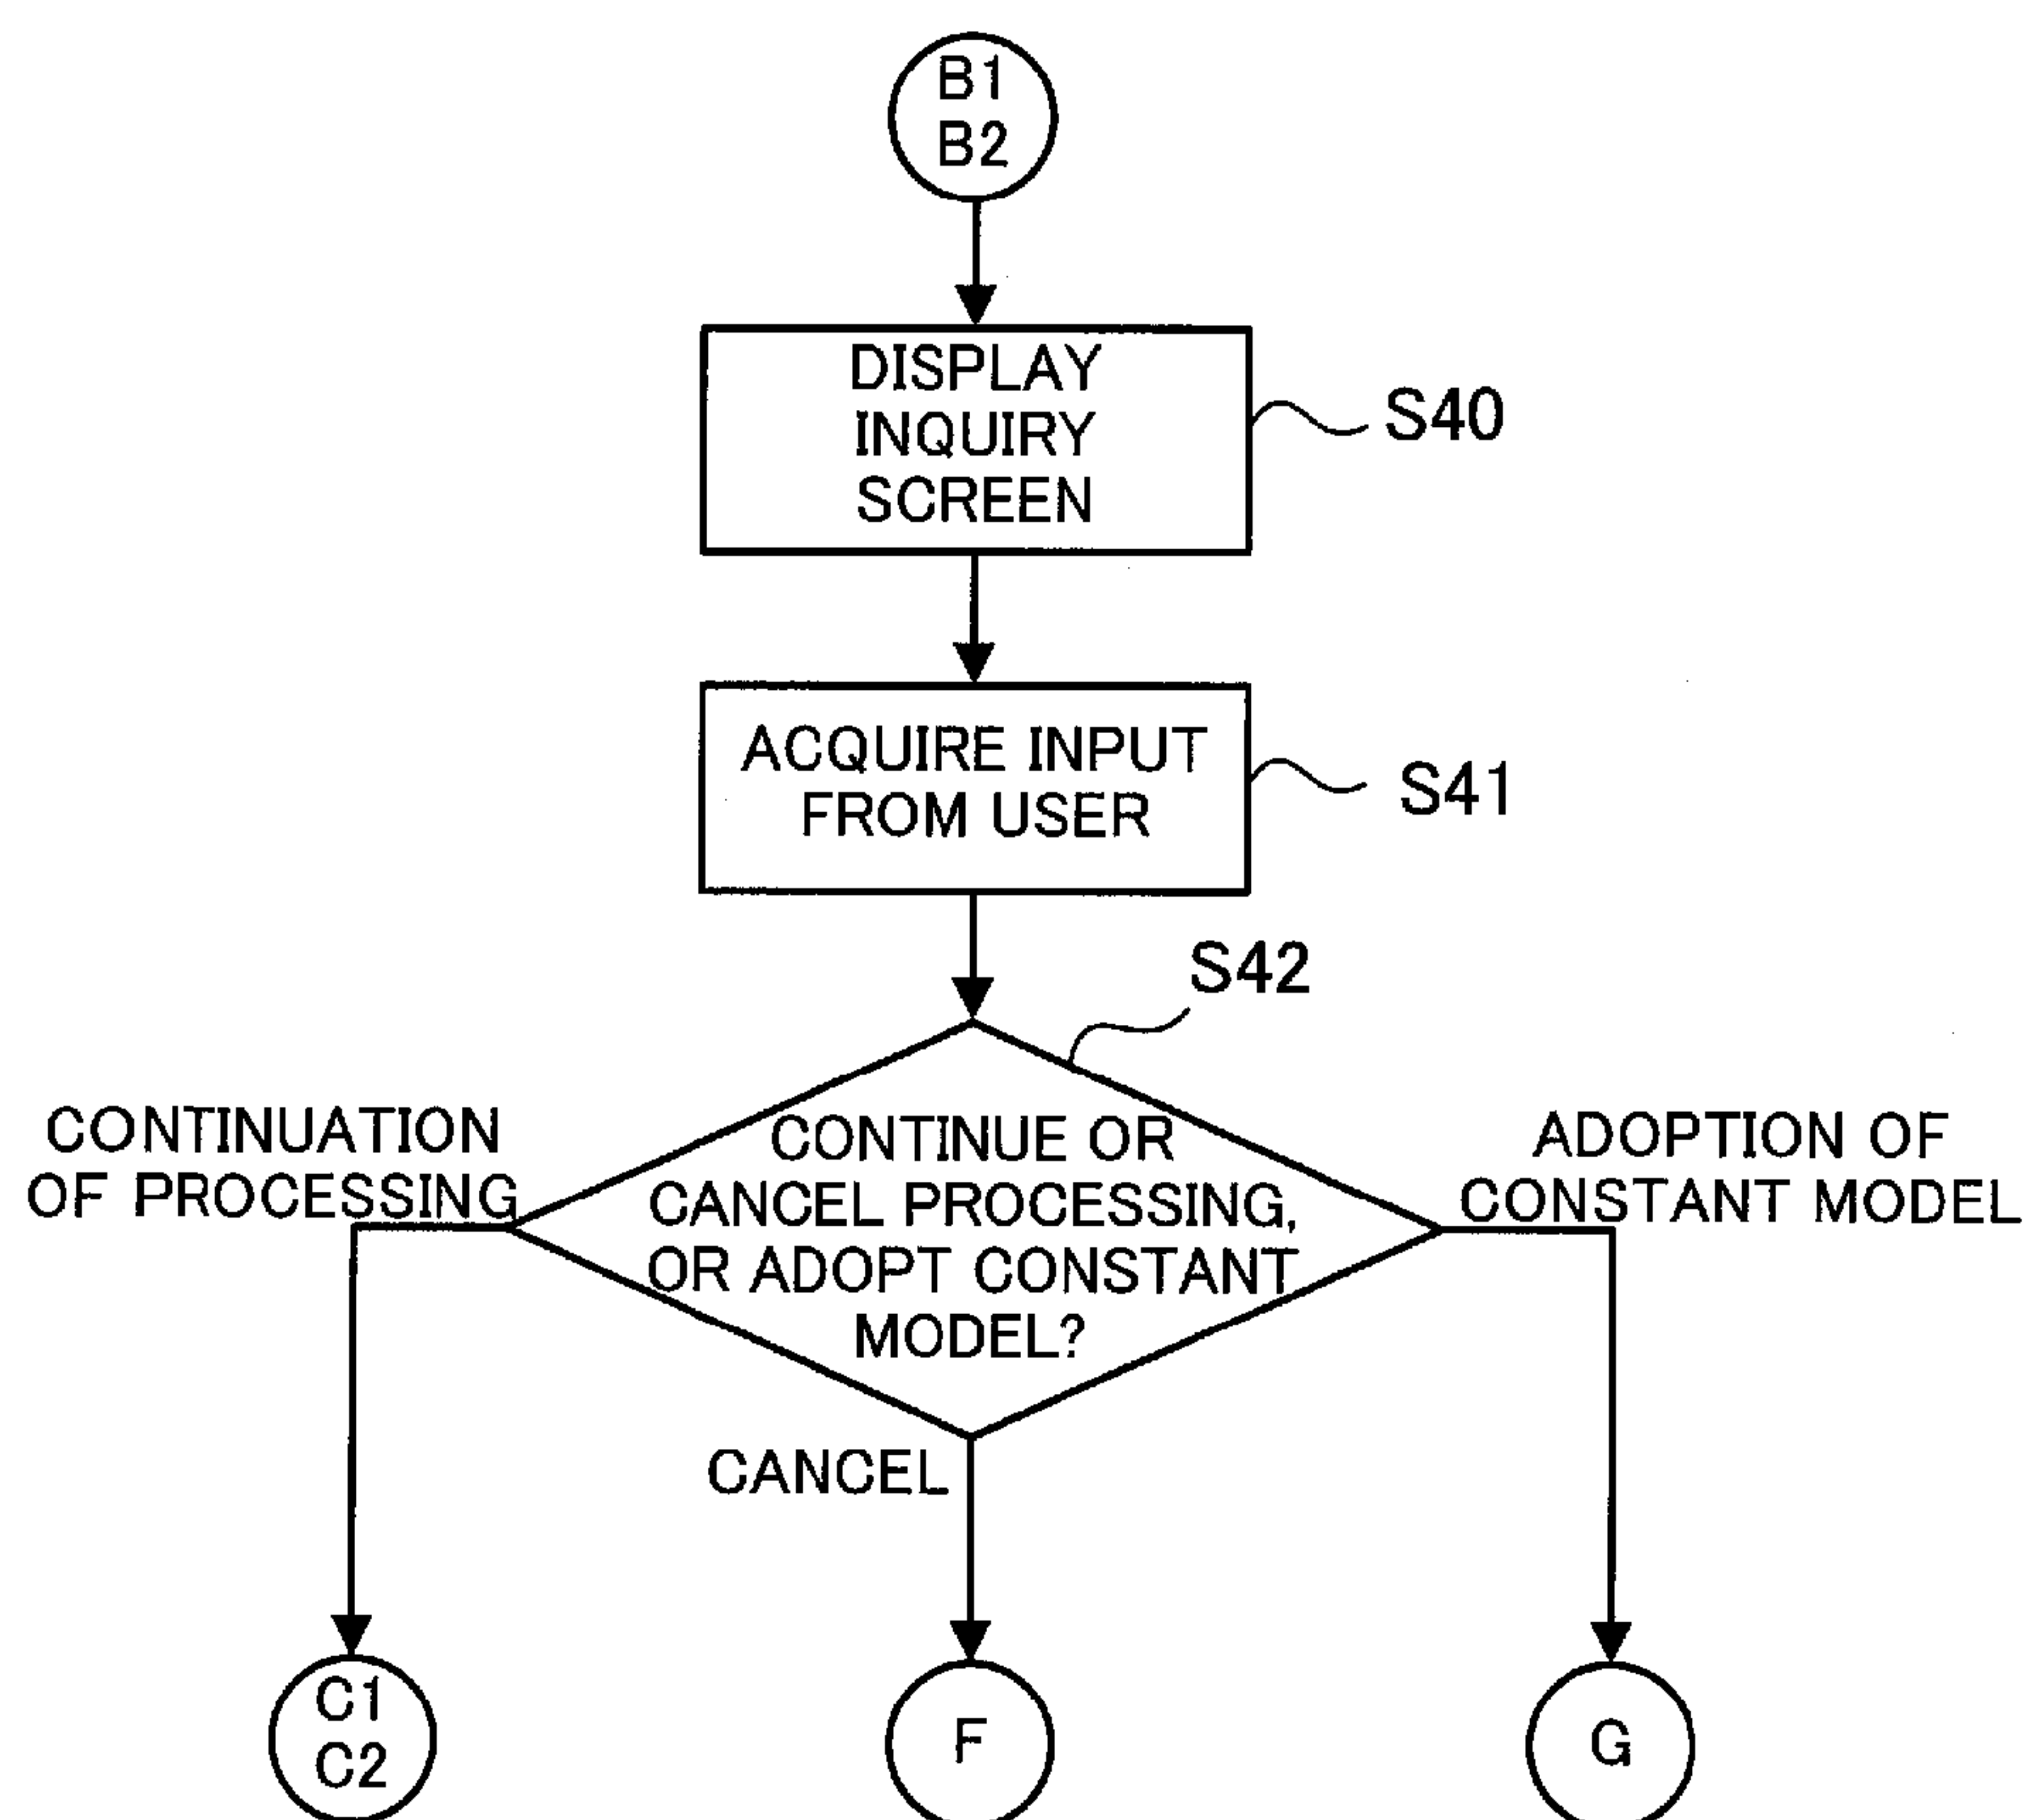 B1
B2
DISPLAY
INQUIRY
SCREEN
S40
ACQUIRE INPUT
FROM USER
S41
S42
CONTINUATION
OF PROCESSING
CONTINUE OR
CANCEL PROCESSING,
OR ADOPT CONSTANT
MODEL?
ADOPTION OF
CONSTANT MODEL
CANCEL
C1
C2
F
G